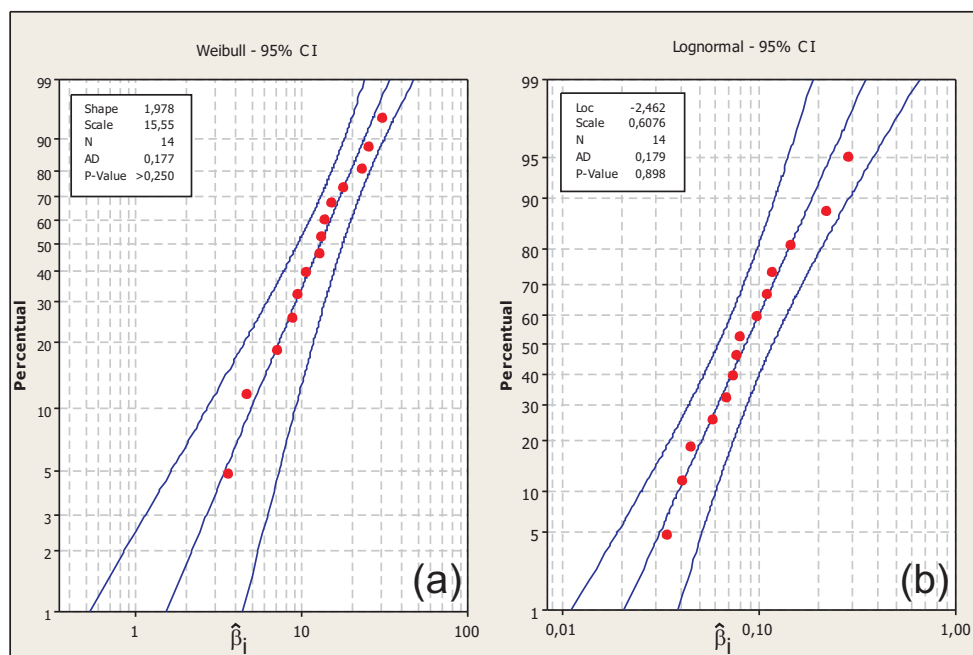 Weibull - 95% CI
Shape 1,978
Scale 15,55
N 14
AD 0,177
P-Value >0,250
Percentual
99
90
80
70
60
50
40
30
20
10
5
3
2
1
1 10 100
β̂i
(a)
Lognormal - 95% CI
Loc -2,462
Scale 0,6076
N 14
AD 0,179
P-Value 0,898
Percentual
99
95
90
80
70
60
50
40
30
20
10
5
1
0,01 0,10 1,00
β̂i
(b)